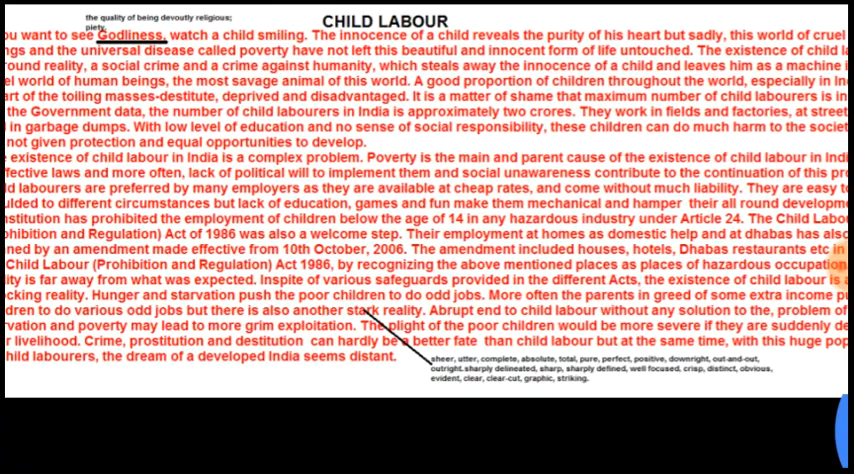 the quality of being devoutly religious;
piety.
CHILD LABOUR
ou want to see Godliness, watch a child smiling. The innocence of a child reveals the purity of his heart but sadly, this world of cruel
ngs and the universal disease called poverty have not left this beautiful and innocent form of life untouched. The existence of child la
round reality, a social crime and a crime against humanity, which steals away the innocence of a child and leaves him as a machine i
el world of human beings, the most savage animal of this world. A good proportion of children throughout the world, especially in In
art of the toiling masses-destitute, deprived and disadvantaged. It is a matter of shame that maximum number of child labourers is in
the Government data, the number of child labourers in India is approximately two crores. They work in fields and factories, at street
in garbage dumps. With low level of education and no sense of social responsibility, these children can do much harm to the societ
not given protection and equal opportunities to develop.
existence of child labour in India is a complex problem. Poverty is the main and parent cause of the existence of child labour in Indi
ffective laws and more often, lack of political will to implement them and social unawareness contribute to the continuation of this pro
ld labourers are preferred by many employers as they are available at cheap rates, and come without much liability. They are easy to
ulded to different circumstances but lack of education, games and fun make them mechanical and hamper their all round developme
nstitution has prohibited the employment of children below the age of 14 in any hazardous industry under Article 24. The Child Labou
ohibition and Regulation) Act of 1986 was also a welcome step. Their employment at homes as domestic help and at dhabas has also
ned by an amendment made effective from 10th October, 2006. The amendment included houses, hotels, Dhabas restaurants etc in
Child Labour (Prohibition and Regulation) Act 1986, by recognizing the above mentioned places as places of hazardous occupation
lity is far away from what was expected. Inspite of various safeguards provided in the different Acts, the existence of child labour is a
ocking reality. Hunger and starvation push the poor children to do odd jobs. More often the parents in greed of some extra income pu
dren to do various odd jobs but there is also another stark reality. Abrupt end to child labour without any solution to the, problem of
rvation and poverty may lead to more grim exploitation. The plight of the poor children would be more severe if they are suddenly de
r livelihood. Crime, prostitution and destitution can hardly be a better fate than child labour but at the same time, with this huge pop
hild labourers, the dream of a developed India seems distant.
sheer, utter, complete, absolute, total, pure, perfect, positive, downright, out-and-out,
outright.sharply delineated, sharp, sharply defined, well focused, crisp, distinct, obvious,
evident, clear, clear-cut, graphic, striking.